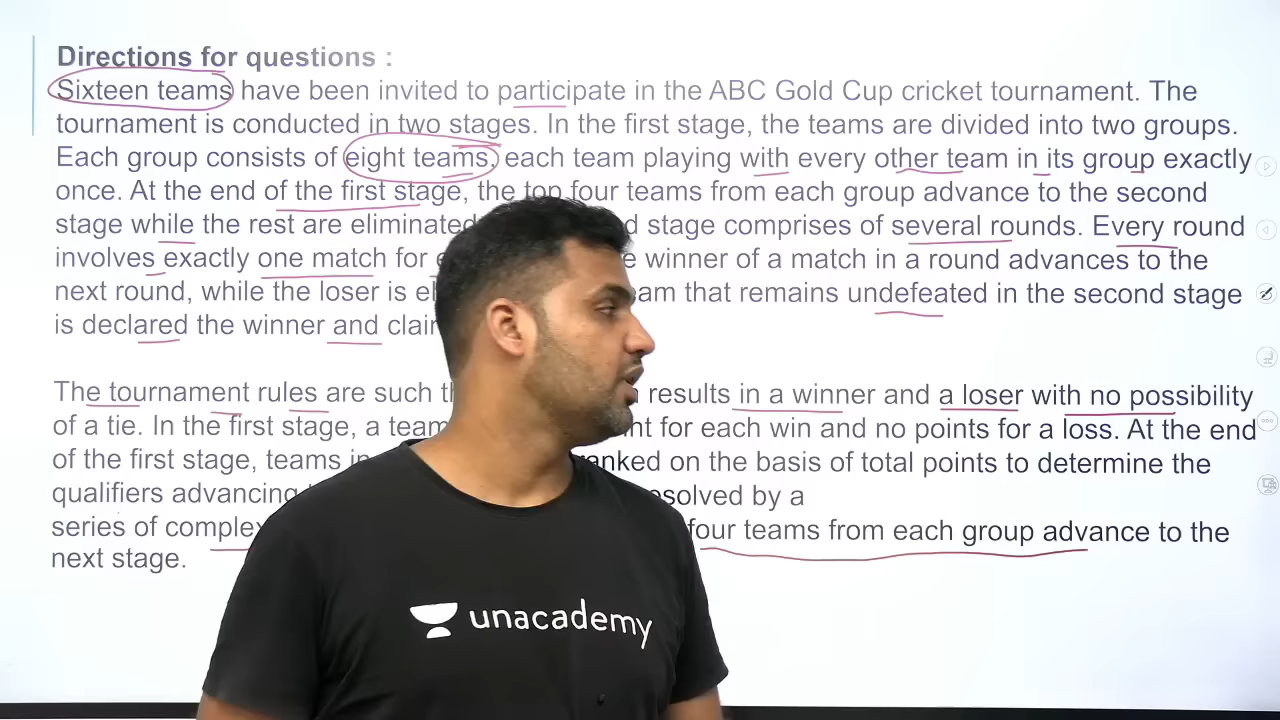 Directions for questions :
Sixteen teams have been invited to participate in the ABC Gold Cup cricket tournament. The
tournament is conducted in two stages. In the first stage, the teams are divided into two groups.
Each group consists of eight teams, each team playing with every other team in its group exactly
once. At the end of the first stage, the top four teams from each group advance to the second
stage while the rest are eliminated stage comprises of several rounds. Every round
involves exactly one match for winner of a match in a round advances to the
next round, while the loser is that remains undefeated in the second stage
is declared the winner and
The tournament rules are such results in a winner and a loser with no possibility
of a tie. In the first stage, a team for each win and no points for a loss. At the end
of the first stage, teams in ranked on the basis of total points to determine the
qualifiers advancing by a
series of four teams from each group advance to the
next stage.
unacademy